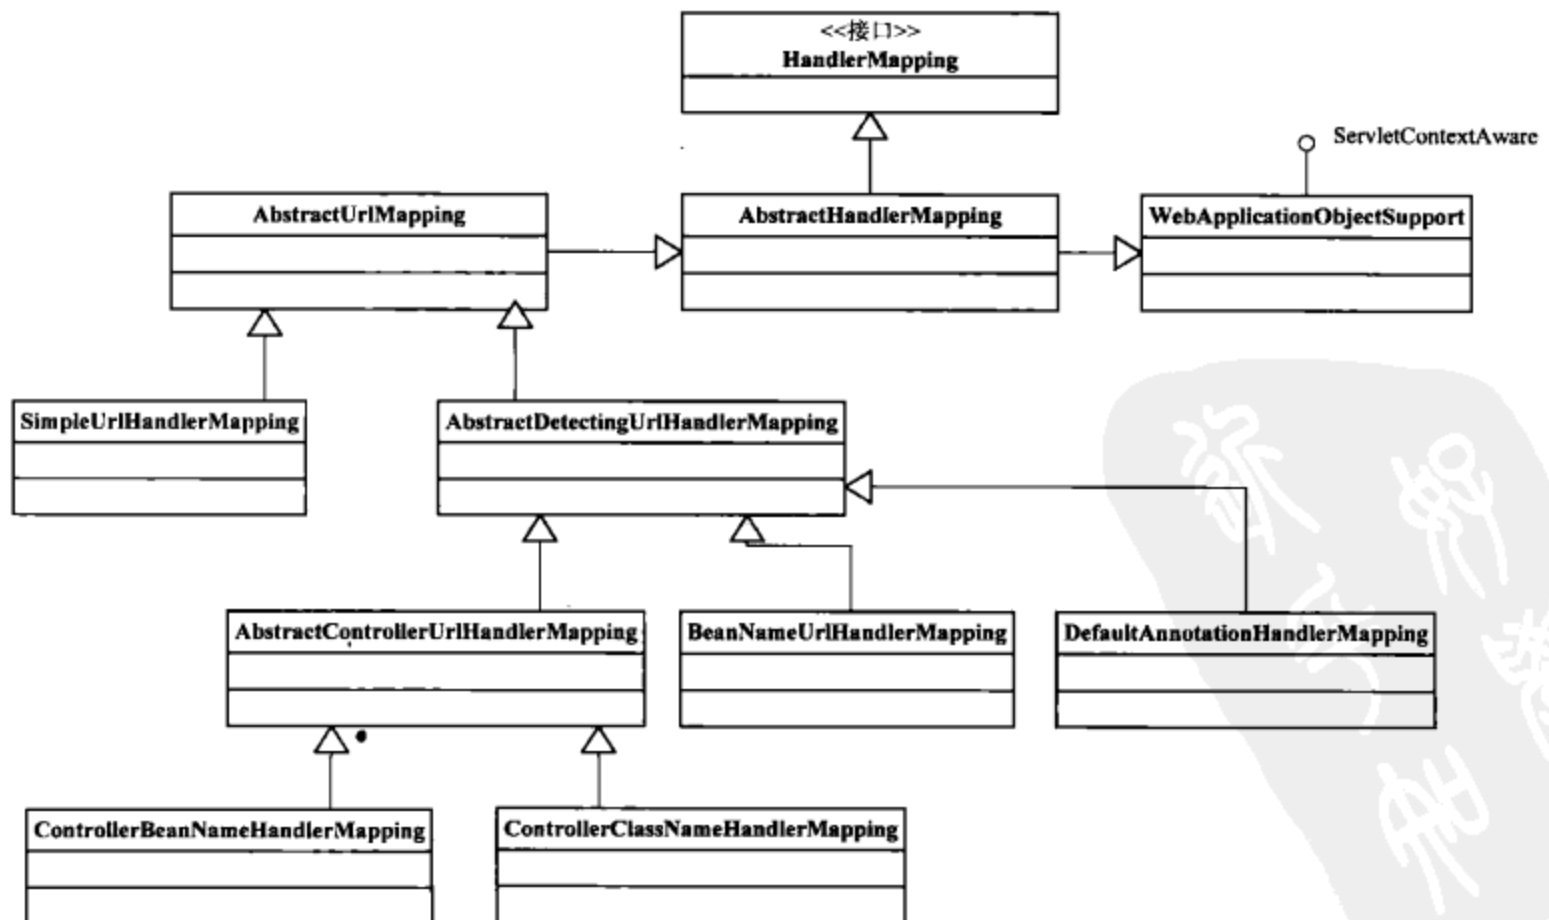 <<接口>>
HandlerMapping
ServletContextAware
AbstractUrlMapping
AbstractHandlerMapping
WebApplicationObjectSupport
SimpleUrlHandlerMapping
AbstractDetectingUrlHandlerMapping
AbstractControllerUrlHandlerMapping
BeanNameUrlHandlerMapping
DefaultAnnotationHandlerMapping
ControllerBeanNameHandlerMapping
ControllerClassNameHandlerMapping